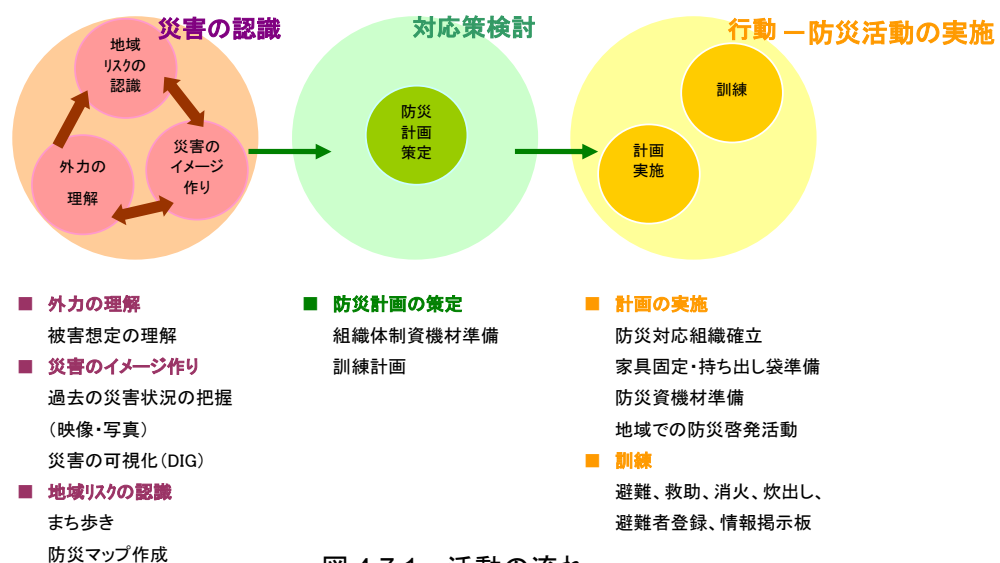 災害の認識
地域
リスクの
認識
外力の
理解
災害の
イメージ
作り
対応策検討
防災
計画
策定
行動 －防災活動の実施
訓練
計画
実施
■ 外力の理解
被害想定の理解
■ 災害のイメージ作り
過去の災害状況の把握
（映像・写真）
災害の可視化（DIG）
■ 地域リスクの認識
まち歩き
防災マップ作成
■ 防災計画の策定
組織体制資機材準備
訓練計画
■ 計画の実施
防災対応組織確立
家具固定・持ち出し袋準備
防災資機材準備
地域での防災啓発活動
■ 訓練
避難、救助、消火、炊出し、
避難者登録、情報掲示板
図 4.7.1 活動の流れ